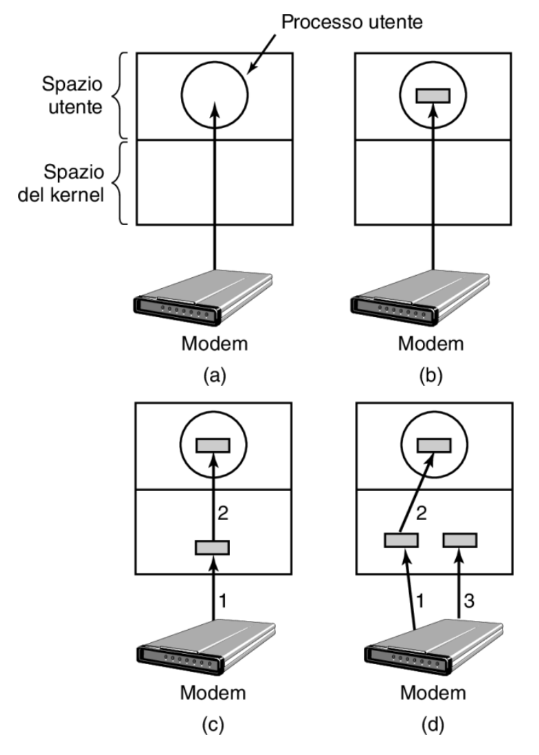 Processo utente
Spazio
utente
Spazio
del kernel
Modem
Modem
(a)
(b)
2
2
1
1
3
Modem
Modem
(c)
(d)